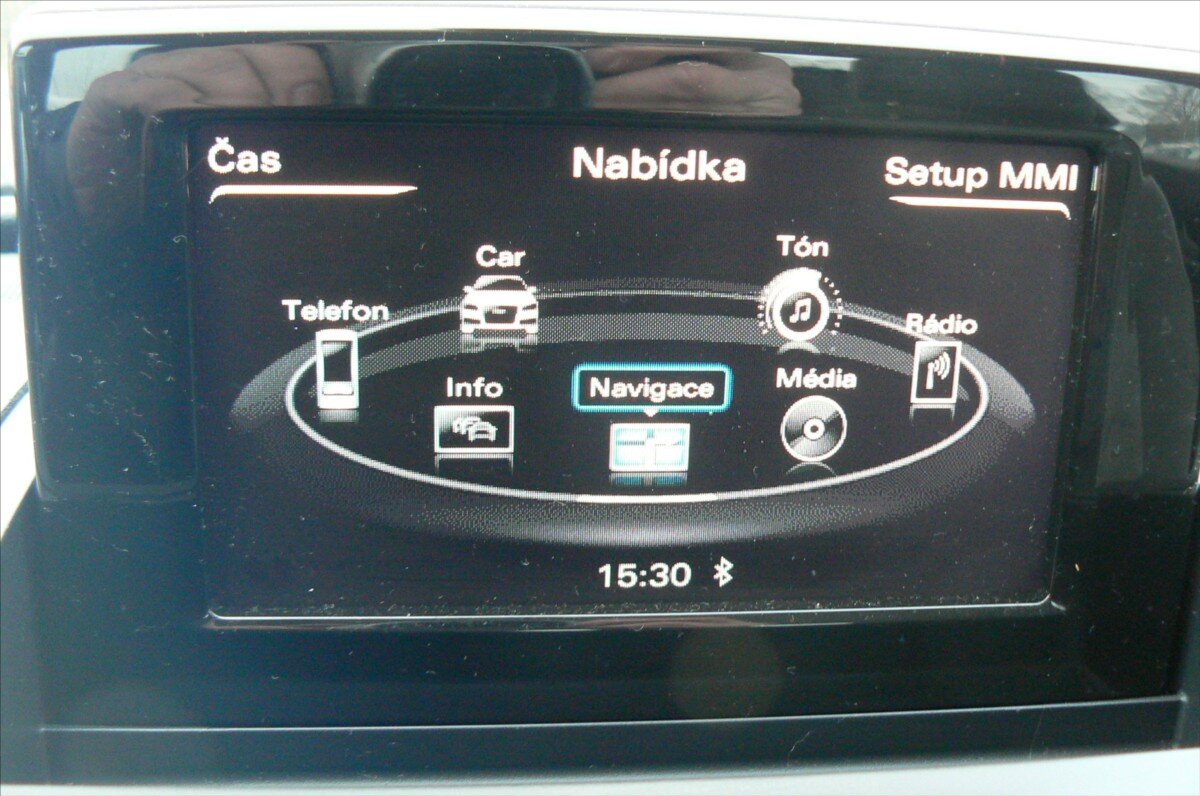 Čas
Nabídka
Setup MMI
Car
Tón
Telefon
Rádio
Info
Navigace
Média
15:30